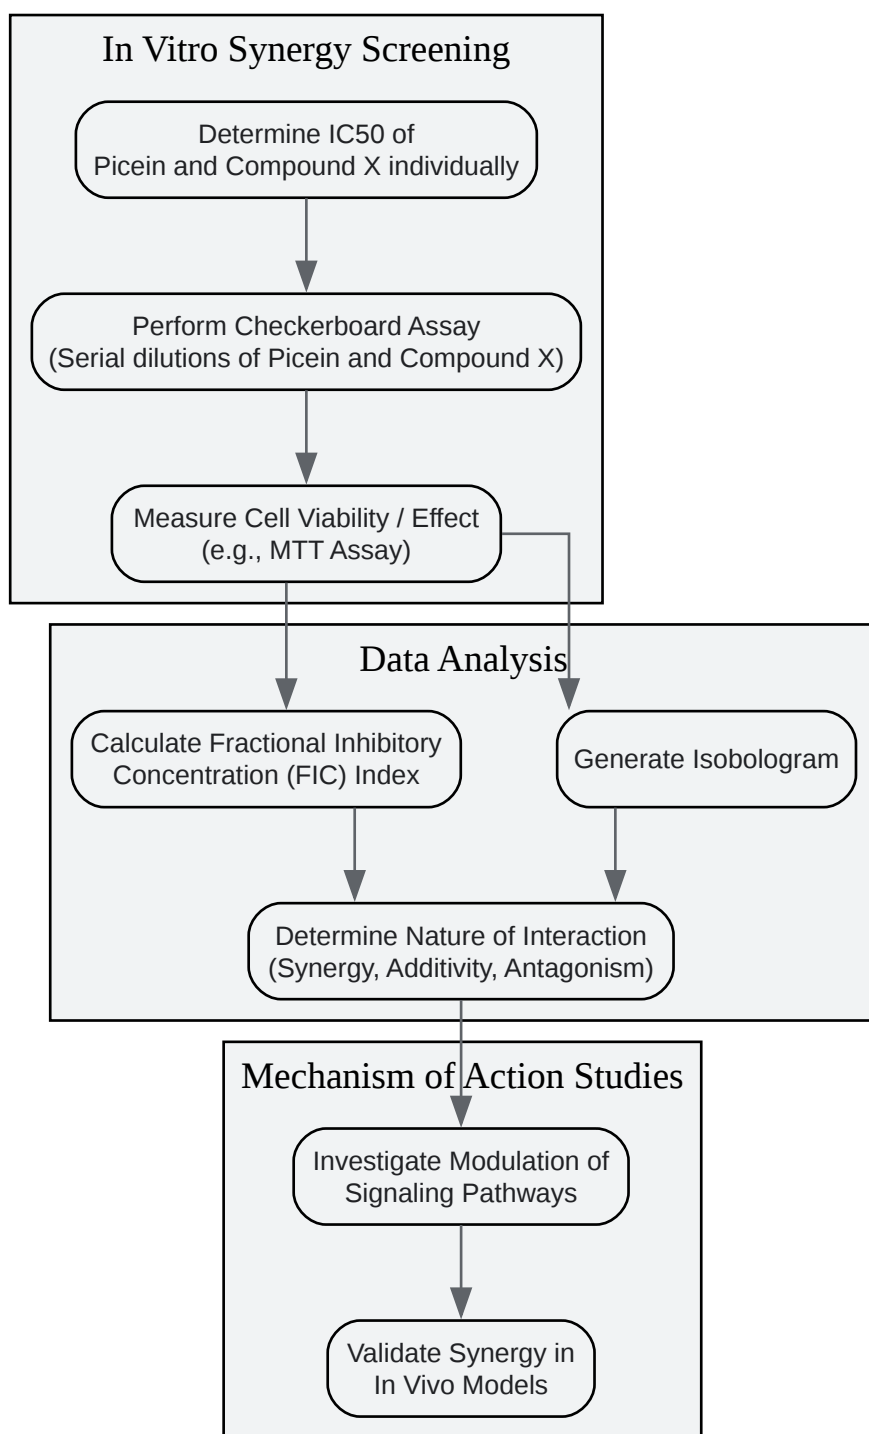 In Vitro Synergy Screening
Determine IC50 of
Picein and Compound X individually
Perform Checkerboard Assay
(Serial dilutions of Picein and Compound X)
Measure Cell Viability / Effect
(e.g., MTT Assay)
Data Analysis
Calculate Fractional Inhibitory
Concentration (FIC) Index
Generate Isobologram
Determine Nature of Interaction
(Synergy, Additivity, Antagonism)
Mechanism of Action Studies
Investigate Modulation of
Signaling Pathways
Validate Synergy in
In Vivo Models